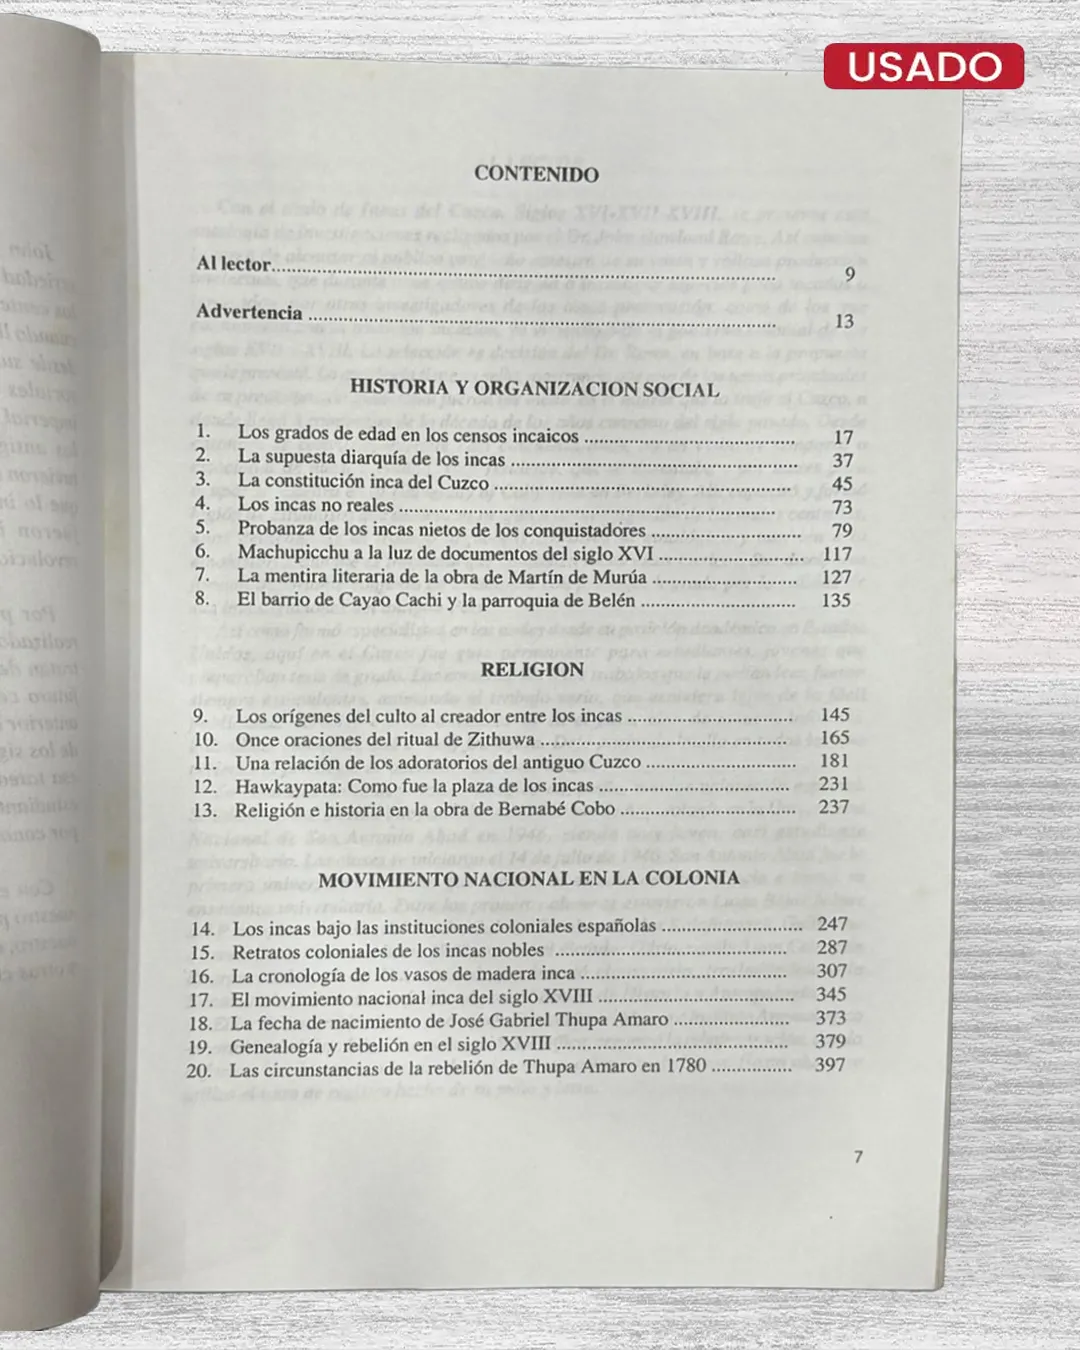 USADO
CONTENIDO
Al lector.................................................................................... 9
Advertencia .............................................................................. 13
HISTORIA Y ORGANIZACION SOCIAL
1. Los grados de edad en los censos incaicos ..................................... 17
2. La supuesta diarquía de los incas .................................................. 37
3. La constitución inca del Cuzco .................................................... 45
4. Los incas no reales ................................................................. 73
5. Probanza de los incas nietos de los conquistadores .......................... 79
6. Machupicchu a la luz de documentos del siglo XVI ......................... 117
7. La mentira literaria de la obra de Martín de Murúa ......................... 127
8. El barrio de Cayao Cachi y la parroquia de Belén ........................... 135
RELIGION
9. Los orígenes del culto al creador entre los incas ............................. 145
10. Once oraciones del ritual de Zithuwa ........................................... 165
11. Una relación de los adoratorios del antiguo Cuzco .......................... 181
12. Hawkaypata: Como fue la plaza de los incas .................................. 231
13. Religión e historia en la obra de Bernabé Cobo ............................... 237
MOVIMIENTO NACIONAL EN LA COLONIA
14. Los incas bajo las instituciones coloniales españolas ......................... 247
15. Retratos coloniales de los incas nobles ......................................... 287
16. La cronología de los vasos de madera inca .................................... 307
17. El movimiento nacional inca del siglo XVIII ................................... 345
18. La fecha de nacimiento de José Gabriel Thupa Amaro ..................... 373
19. Genealogía y rebelión en el siglo XVIII ......................................... 379
20. Las circunstancias de la rebelión de Thupa Amaro en 1780 ............... 397
7